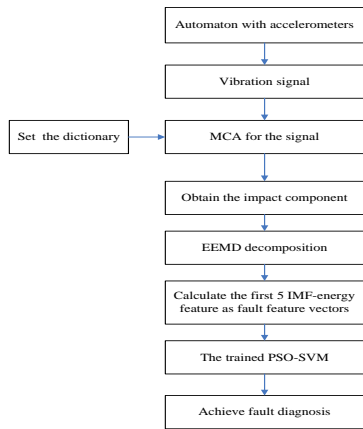 Automaton with accelerometers
Vibration signal
Set the dictionary
MCA for the signal
Obtain the impact component
EEMD decomposition
Calculate the first 5 IMF-energy
feature as fault feature vectors
The trained PSO-SVM
Achieve fault diagnosis